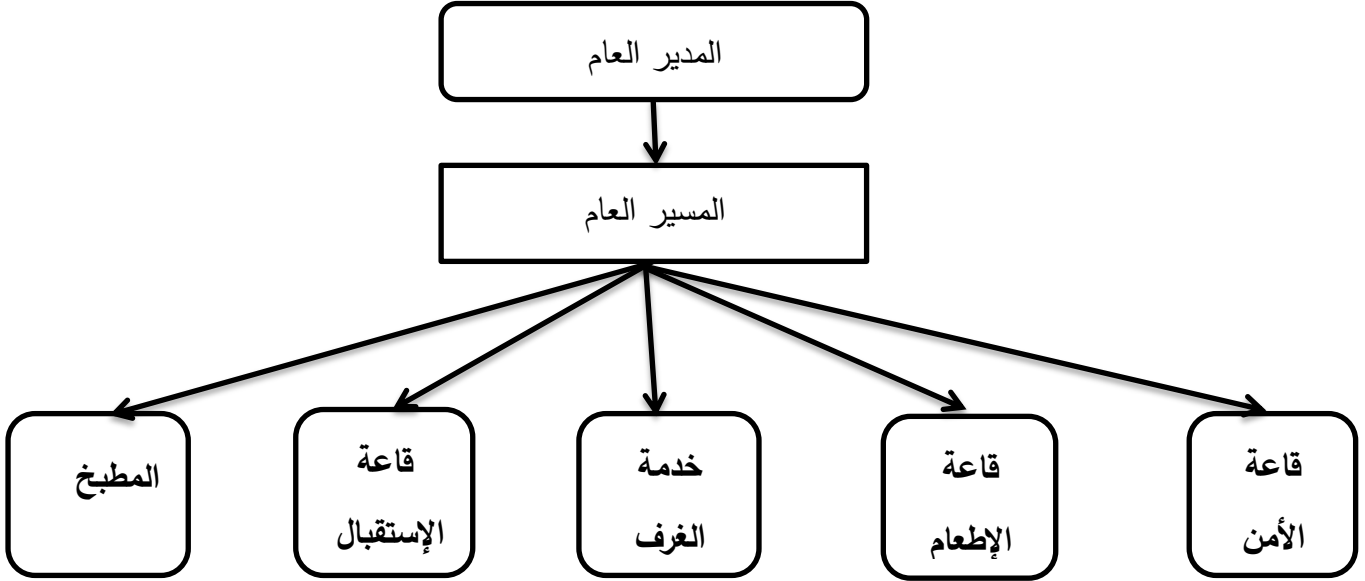 المدير العام
المسير العام
قاعة
الأمن
قاعة
الإطعام
خدمة
الغرف
قاعة
الإستقبال
المطبخ